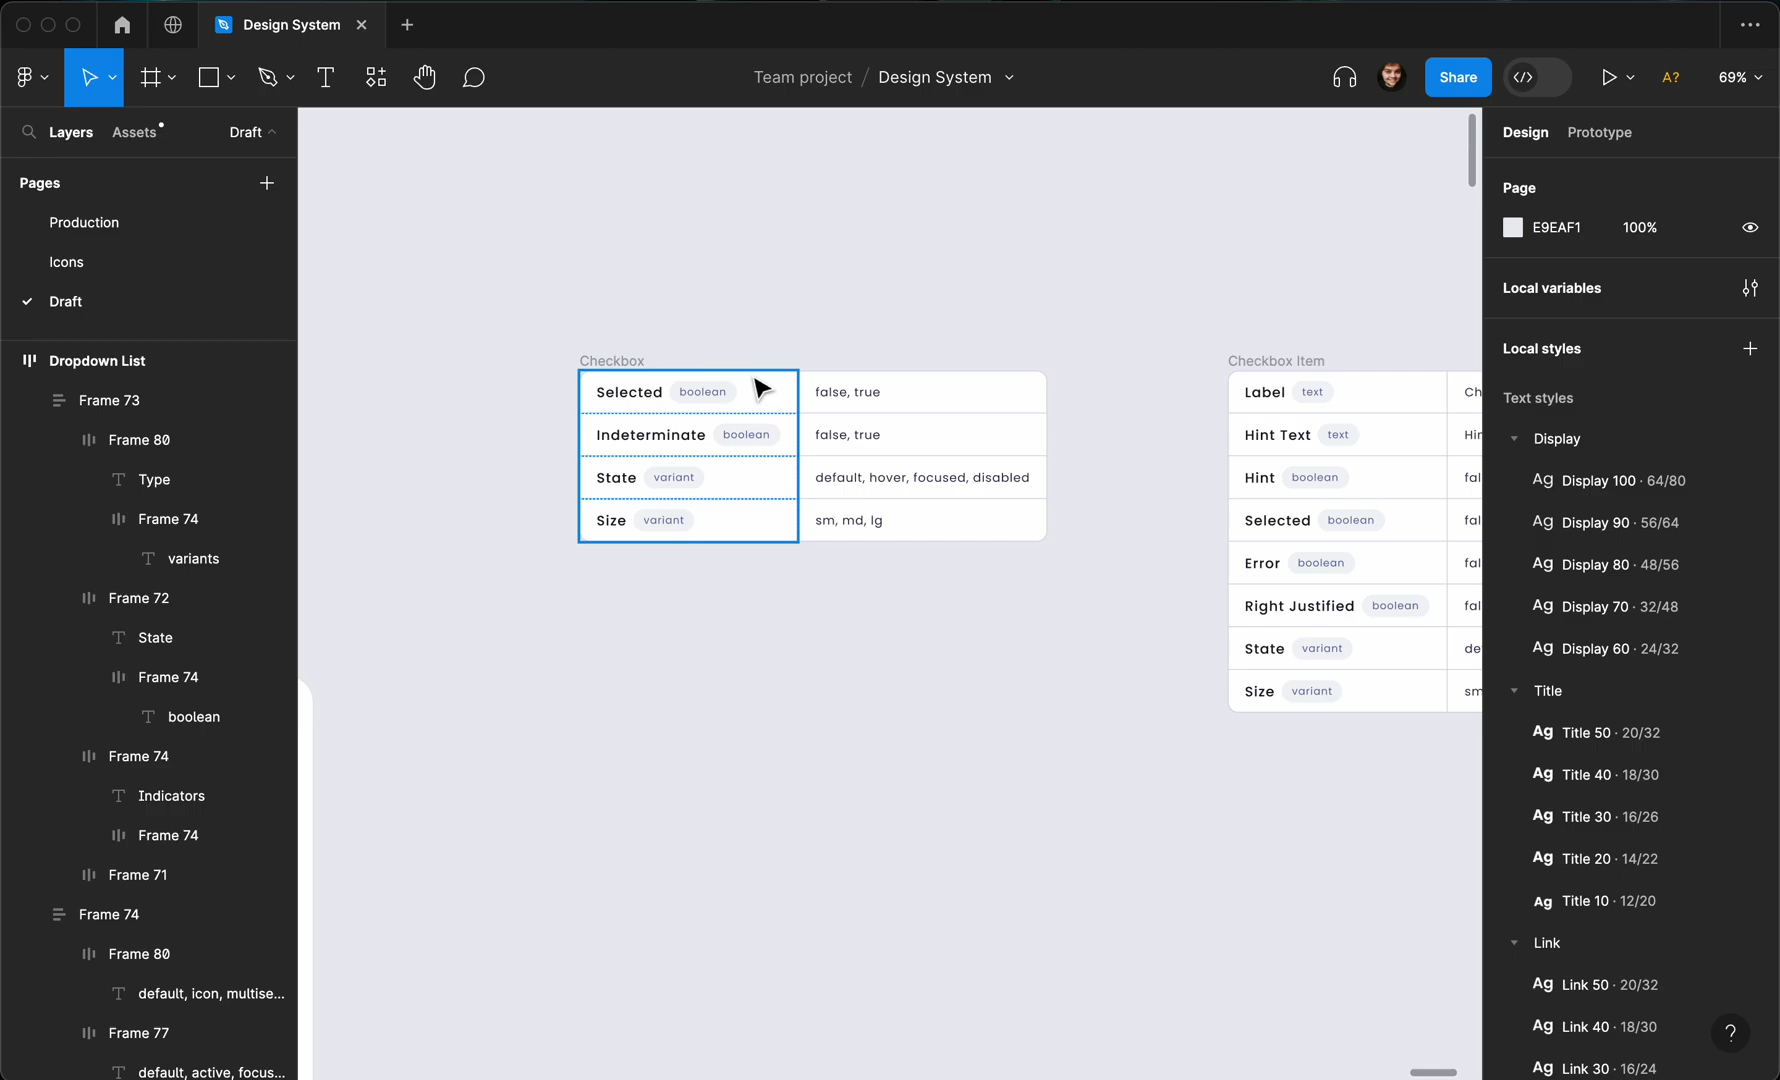 Design System
Team project / Design System
Share
A?
69%
Layers
Assets
Draft
Pages
Production
Icons
Draft
Dropdown List
Frame 73
Frame 80
Type
Frame 74
variants
Frame 72
State
Frame 74
boolean
Frame 74
Indicators
Frame 74
Frame 71
Frame 74
Frame 80
default, icon, multise...
Frame 77
default, active, focus...
Checkbox
Selected boolean false, true
Indeterminate boolean false, true
State variant default, hover, focused, disabled
Size variant sm, md, lg
Checkbox Item
Label text Ch
Hint Text text Hin
Hint boolean fal
Selected boolean fal
Error boolean fal
Right Justified boolean fal
State variant de
Size variant sm
Design
Prototype
Page
E9EAF1 100%
Local variables
Local styles
Text styles
Display
Ag Display 100 · 64/80
Ag Display 90 · 56/64
Ag Display 80 · 48/56
Ag Display 70 · 32/48
Ag Display 60 · 24/32
Title
Ag Title 50 · 20/32
Ag Title 40 · 18/30
Ag Title 30 · 16/26
Ag Title 20 · 14/22
Ag Title 10 · 12/20
Link
Ag Link 50 · 20/32
Ag Link 40 · 18/30
Ag Link 30 · 16/24
?